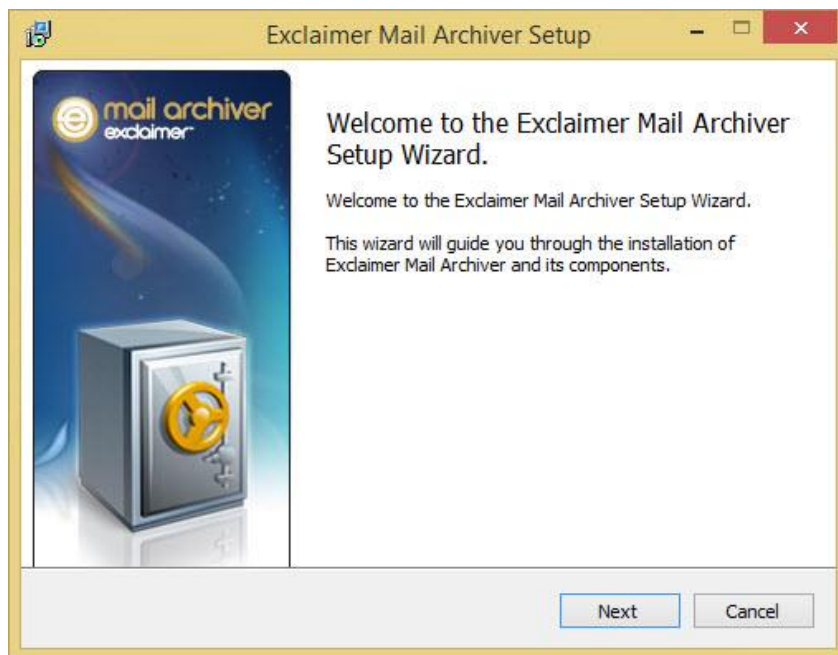 Exclaimer Mail Archiver Setup
mail archiver
exclaimer™
Welcome to the Exclaimer Mail Archiver
Setup Wizard.
Welcome to the Exclaimer Mail Archiver Setup Wizard.
This wizard will guide you through the installation of
Exclaimer Mail Archiver and its components.
Next
Cancel